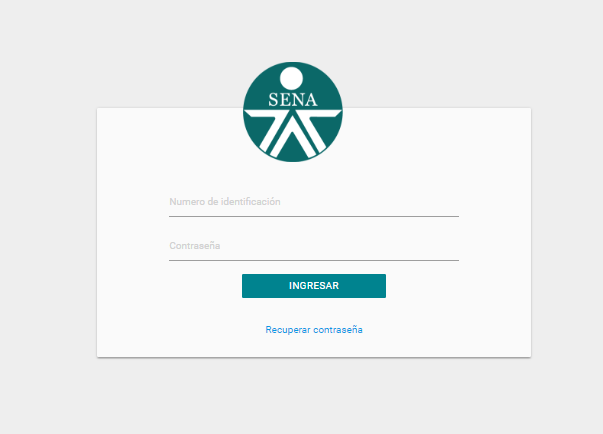 SENA
Numero de identificación
Contraseña
INGRESAR
Recuperar contraseña